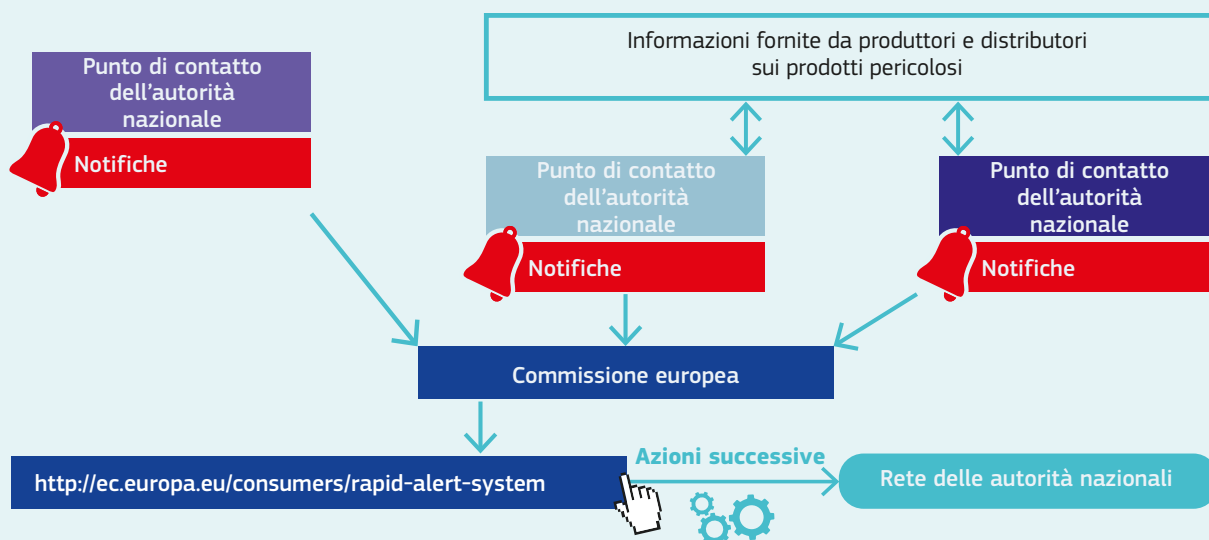 Informazioni fornite da produttori e distributori
sui prodotti pericolosi
Punto di contatto
dell'autorità
nazionale
Notifiche
Punto di contatto
dell'autorità
nazionale
Notifiche
Punto di contatto
dell'autorità
nazionale
Notifiche
Commissione europea
http://ec.europa.eu/consumers/rapid-alert-system
Azioni successive
Rete delle autorità nazionali